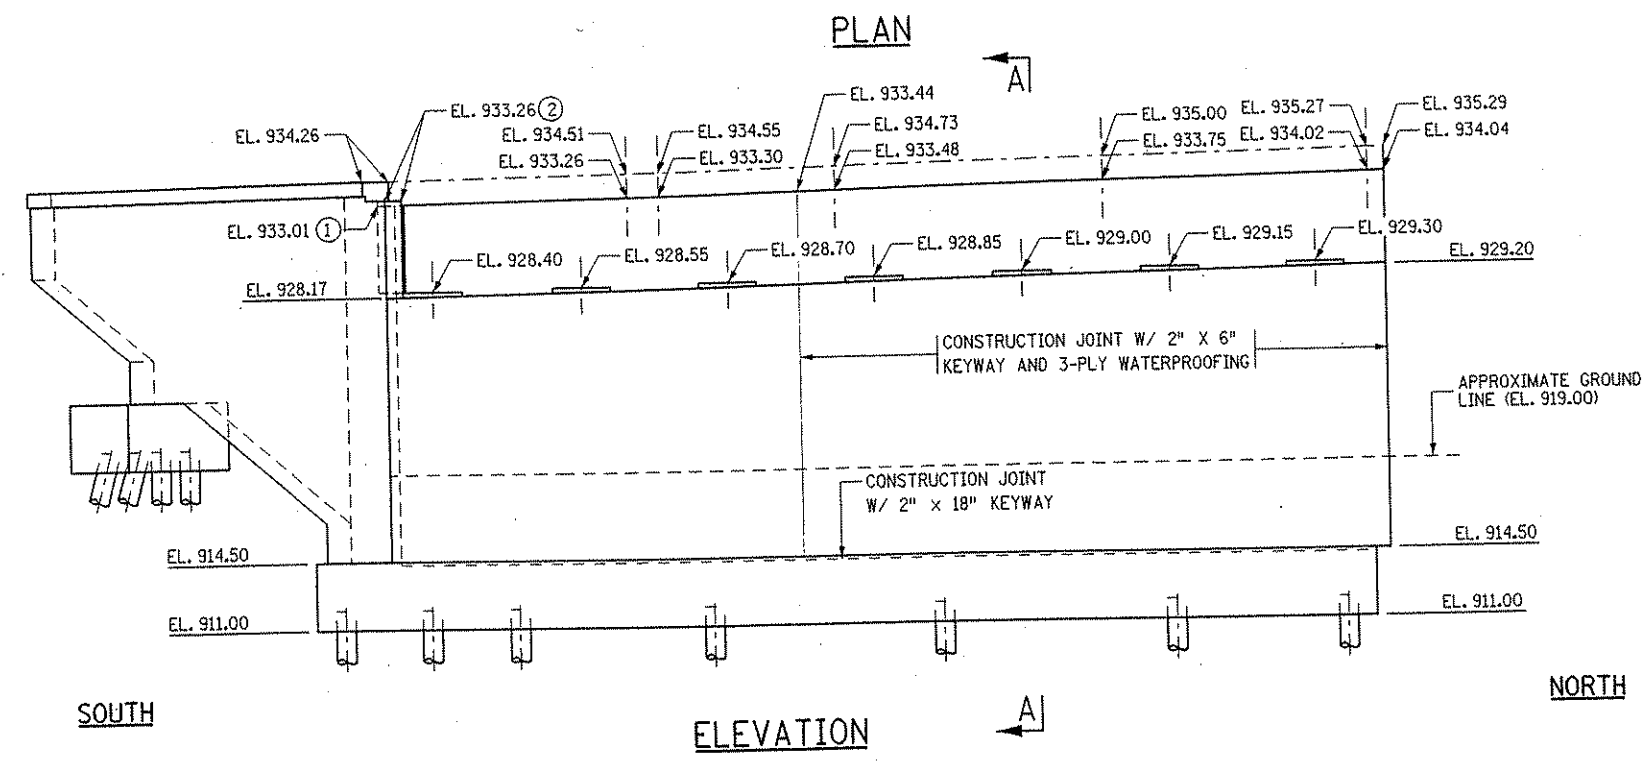 PLAN
A
EL. 933.44
EL. 933.26 ②
EL. 934.26
EL. 934.51
EL. 934.55
EL. 934.73
EL. 935.00
EL. 935.27
EL. 935.29
EL. 933.26
EL. 933.30
EL. 933.48
EL. 933.75
EL. 934.02
EL. 934.04
EL. 933.01 ①
EL. 928.40
EL. 928.55
EL. 928.70
EL. 928.85
EL. 929.00
EL. 929.15
EL. 929.30
EL. 929.20
EL. 928.17
CONSTRUCTION JOINT W/ 2" X 6"
KEYWAY AND 3-PLY WATERPROOFING
APPROXIMATE GROUND
LINE (EL. 919.00)
CONSTRUCTION JOINT
W/ 2" x 18" KEYWAY
EL. 914.50
EL. 914.50
EL. 911.00
EL. 911.00
SOUTH
NORTH
A
ELEVATION